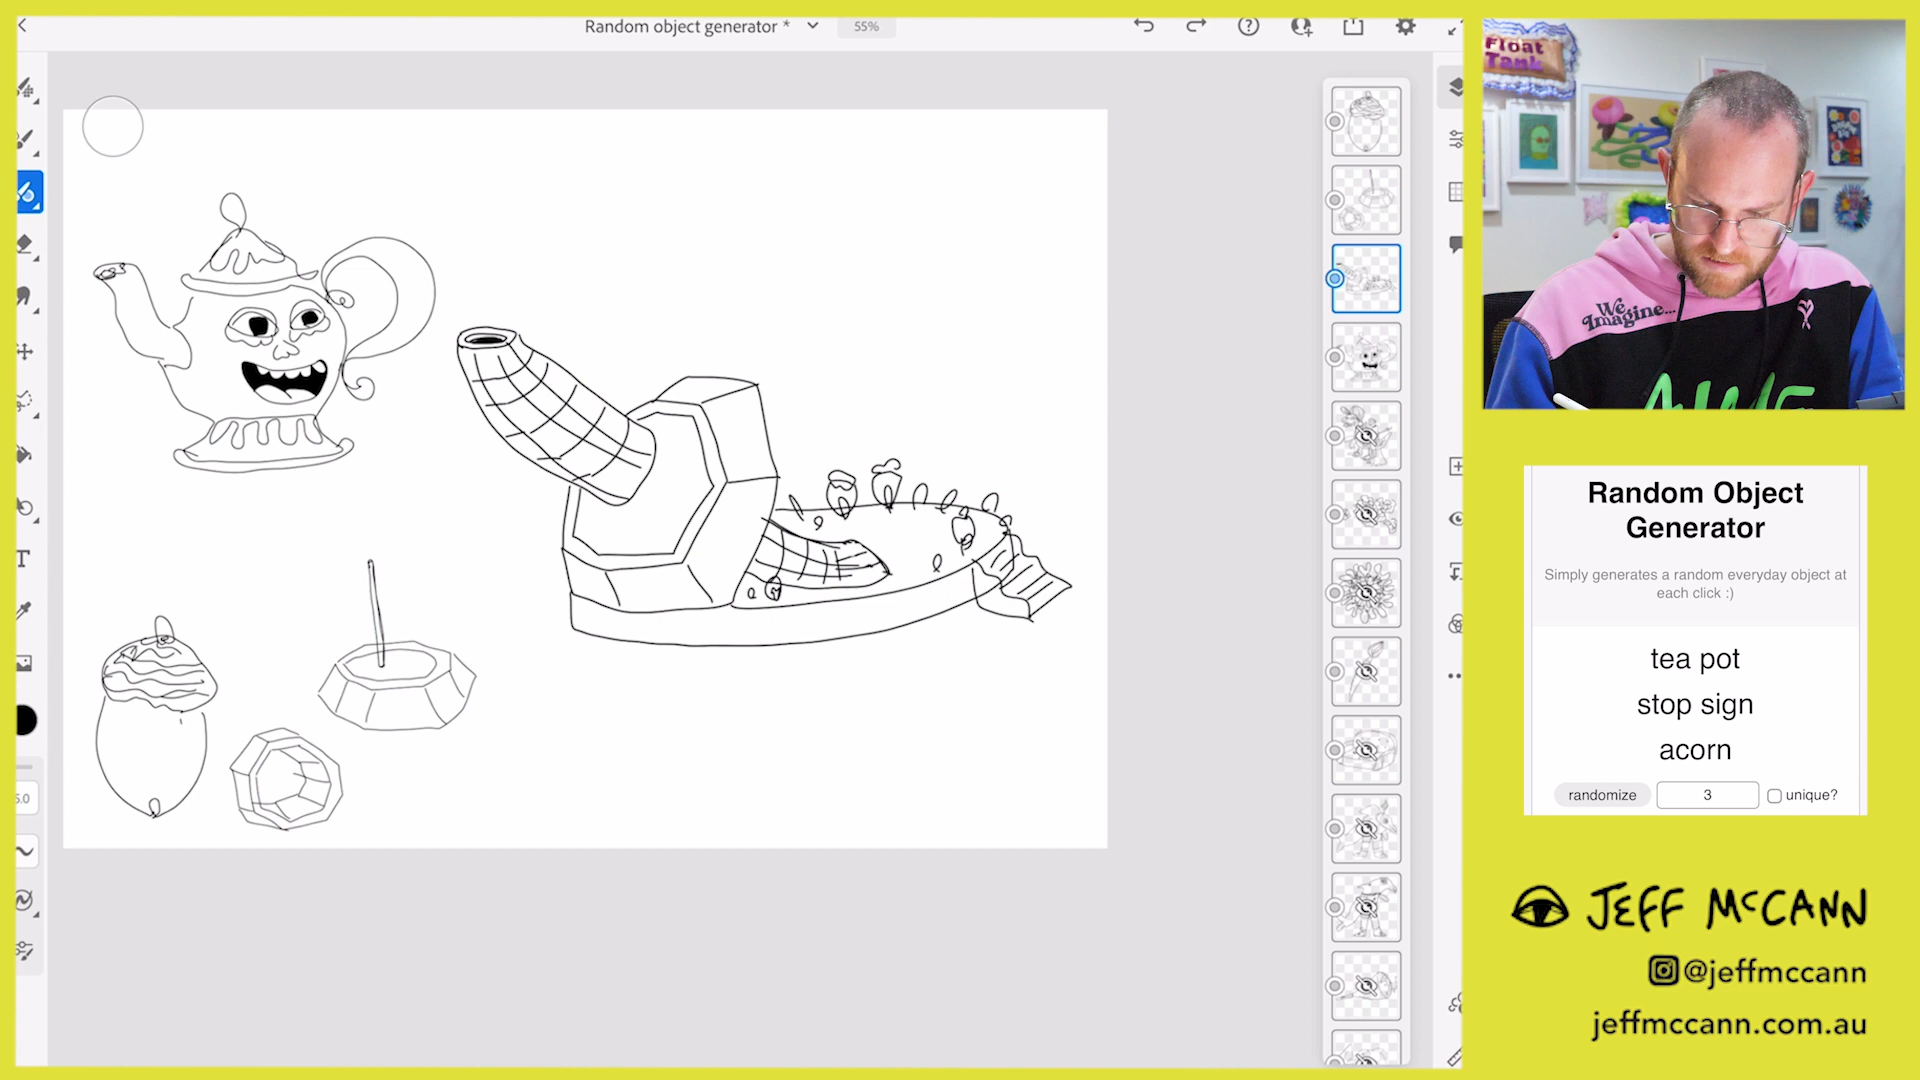 Random object generator *
55%
Float
Tank
We
Imagine...
Random Object
Generator
Simply generates a random everyday object at
each click :)
tea pot
stop sign
acorn
randomize
3
unique?
JEFF McCANN
@jeffmccann
jeffmccann.com.au